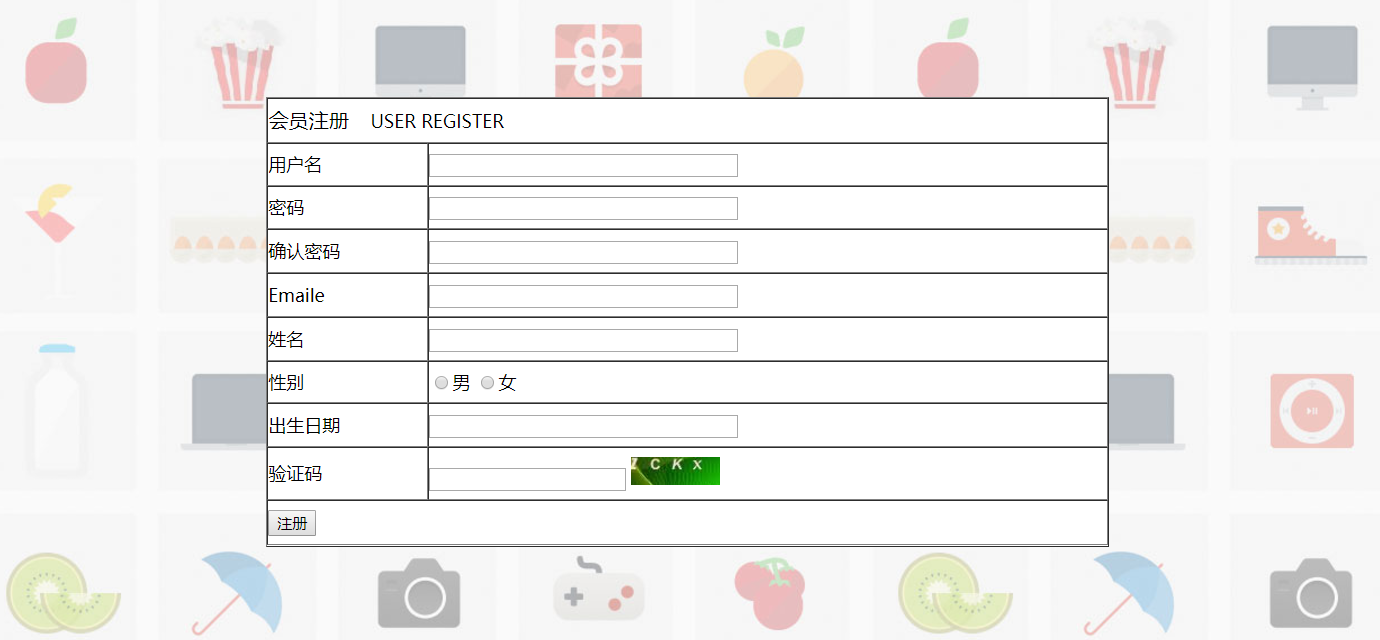 会员注册 USER REGISTER
用户名
密码
确认密码
Emaile
姓名
性别 男 女
出生日期
验证码 Z C K X
注册